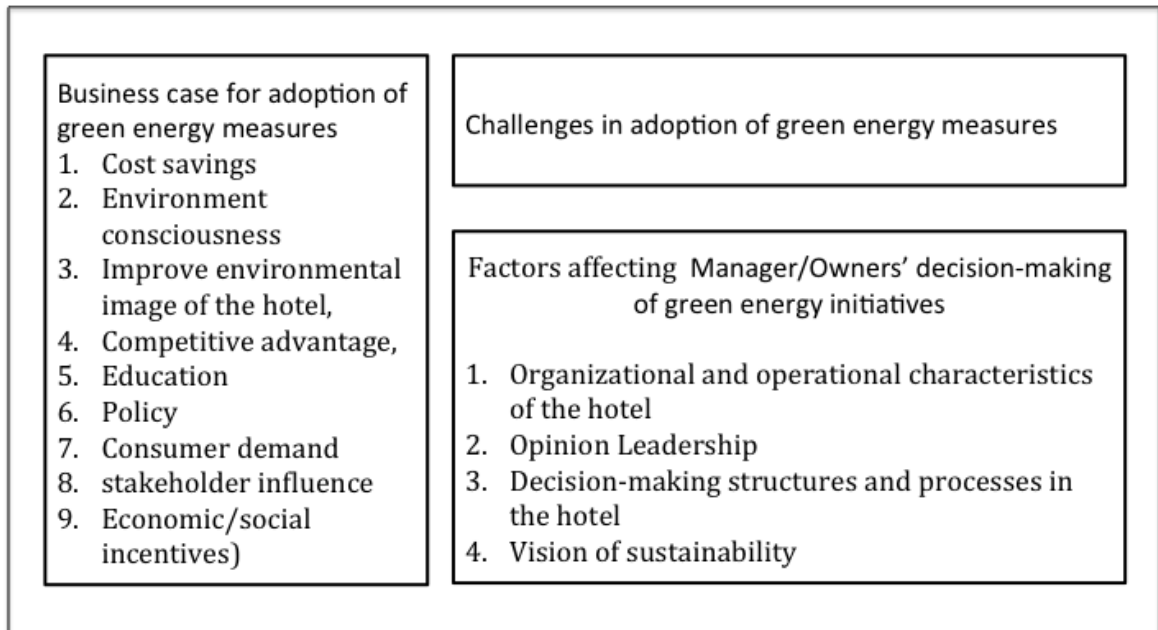 Business case for adoption of
green energy measures
1. Cost savings
2. Environment
consciousness
3. Improve environmental
image of the hotel,
4. Competitive advantage,
5. Education
6. Policy
7. Consumer demand
8. stakeholder influence
9. Economic/social
incentives)
Challenges in adoption of green energy measures
Factors affecting Manager/Owners’ decision-making
of green energy initiatives
1. Organizational and operational characteristics
of the hotel
2. Opinion Leadership
3. Decision-making structures and processes in
the hotel
4. Vision of sustainability